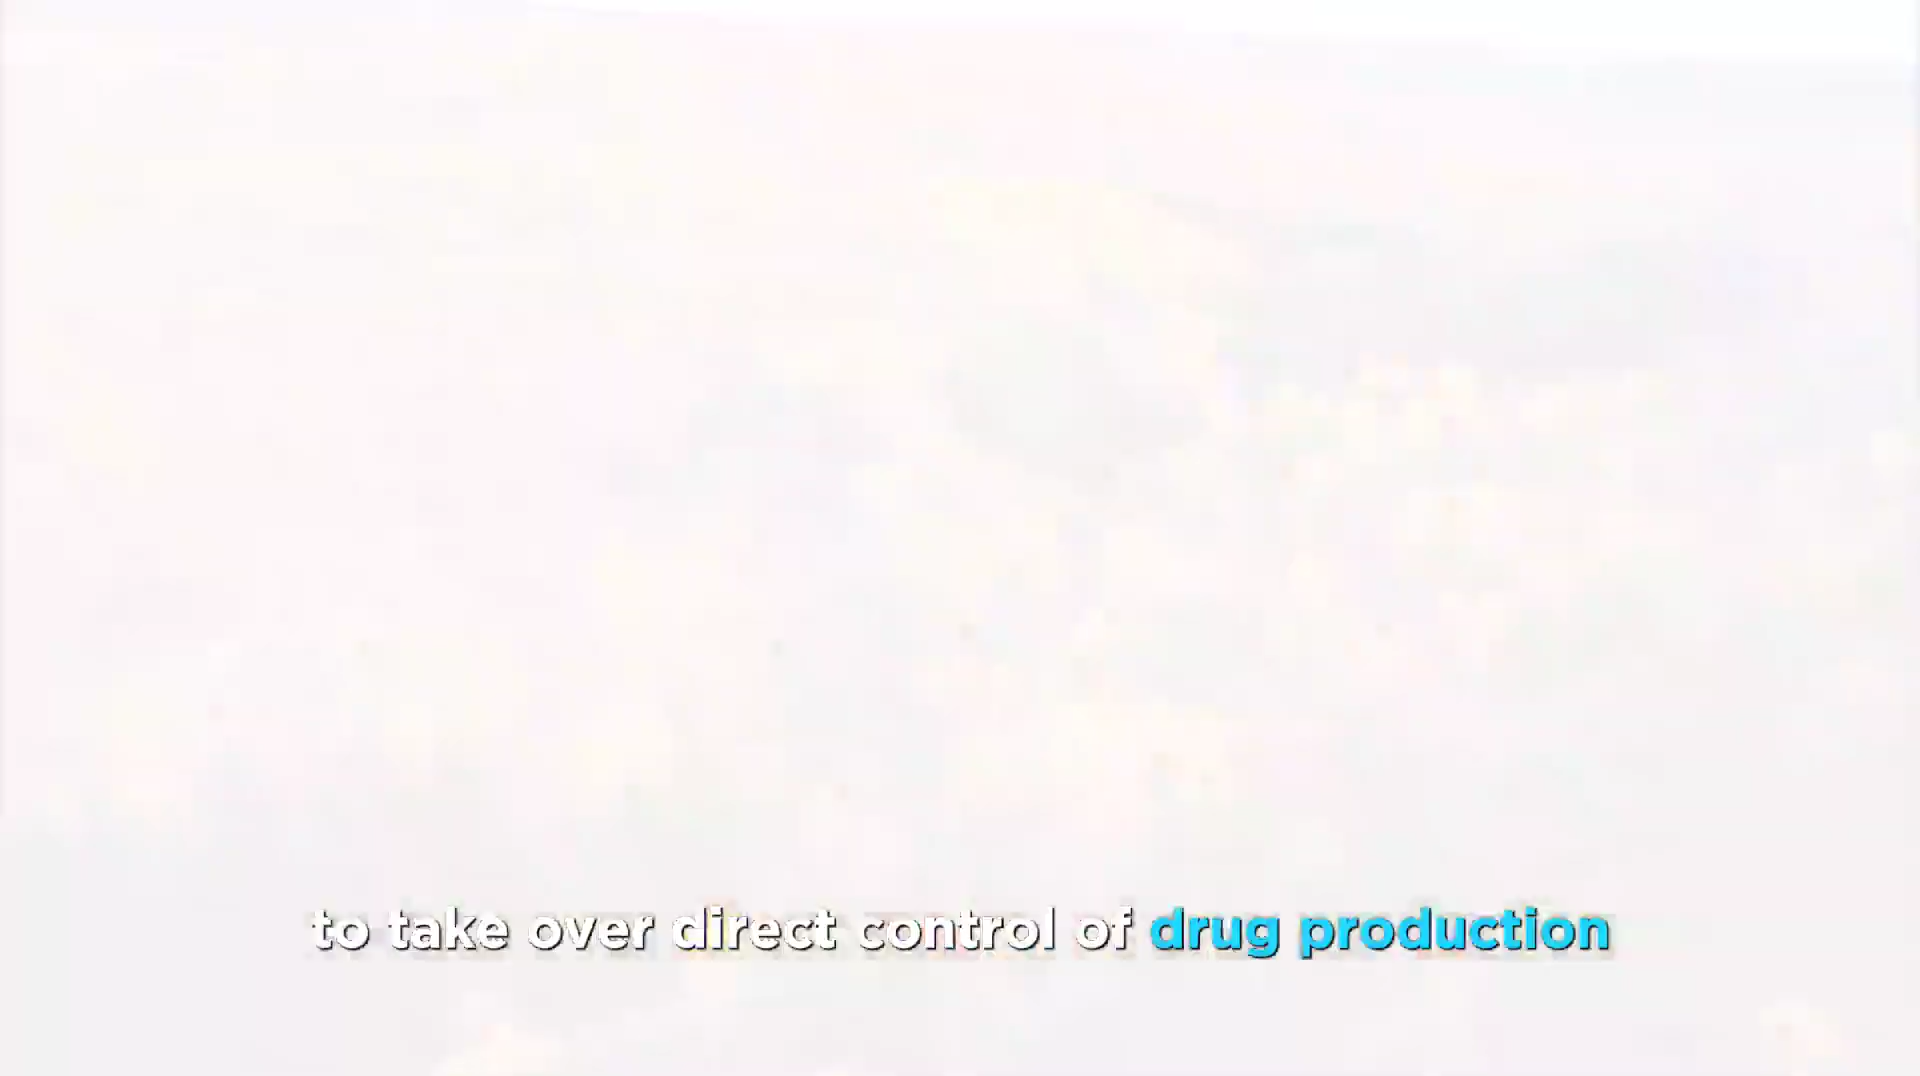 to take over direct control of drug production